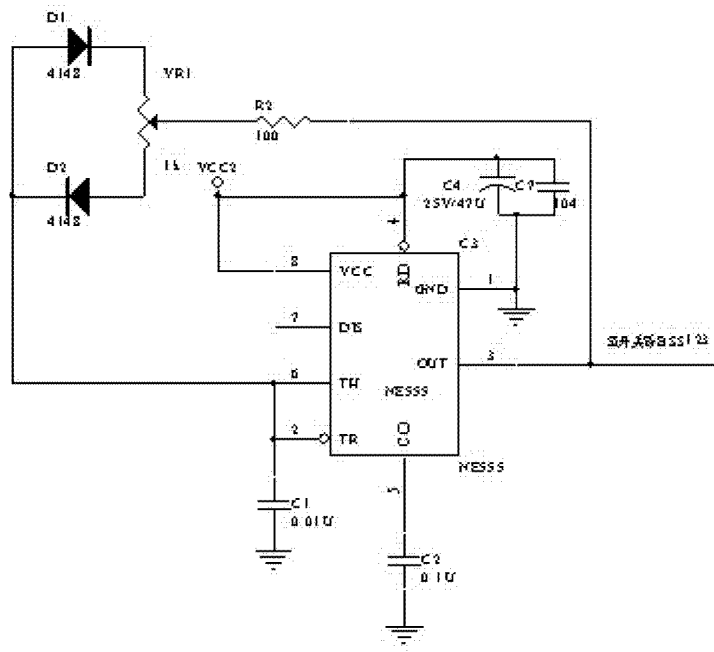 D1
4148
VR1
R2
100
D2
4148
1k
VCC2
C4
25V/47U
C7
104
4
C3
8
VCC
RD
GND
1
7
DIS
OUT
3
6
TH
NE555
2
TR
CO
NE555
5
C1
0.01U
C2
0.1U